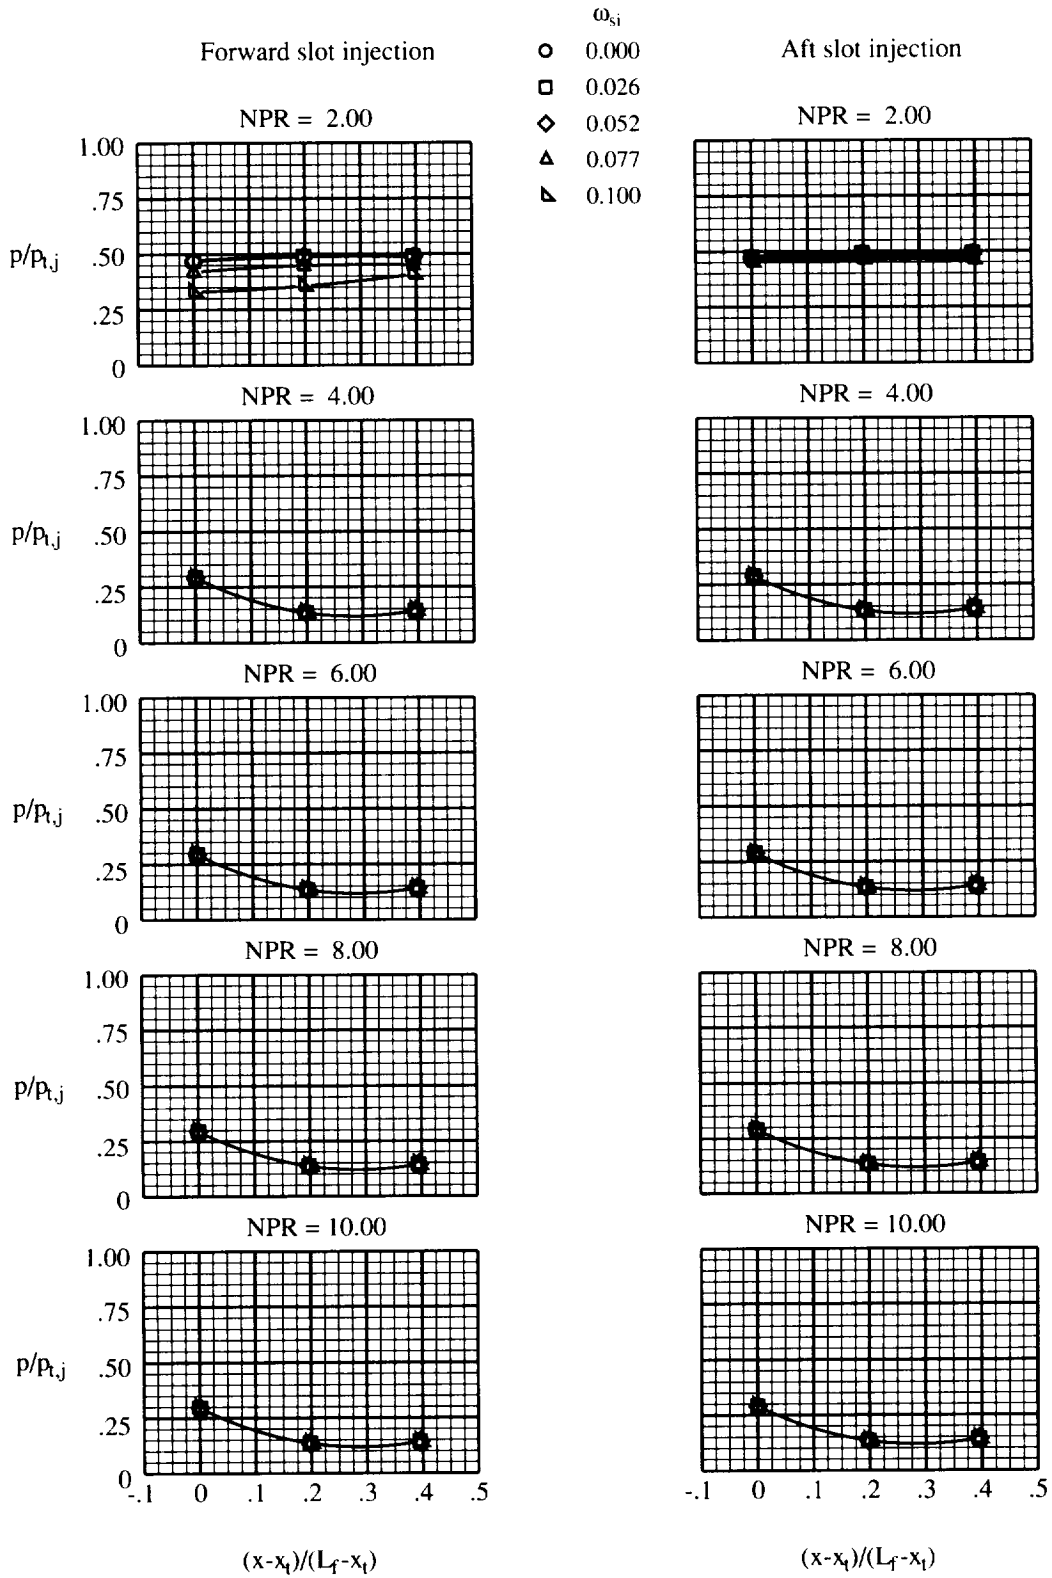 ω_si
Forward slot injection
0.000
Aft slot injection
0.026
0.052
0.077
0.100
NPR = 2.00
NPR = 2.00
1.00
.75
p/p_t,j
.50
.25
0
NPR = 4.00
NPR = 4.00
1.00
.75
p/p_t,j
.50
.25
0
NPR = 6.00
NPR = 6.00
1.00
.75
p/p_t,j
.50
.25
0
NPR = 8.00
NPR = 8.00
1.00
.75
p/p_t,j
.50
.25
0
NPR = 10.00
NPR = 10.00
1.00
.75
p/p_t,j
.50
.25
0
-.1 0 .1 .2 .3 .4 .5
-.1 0 .1 .2 .3 .4 .5
(x-x_t)/(L_f-x_t)
(x-x_t)/(L_f-x_t)